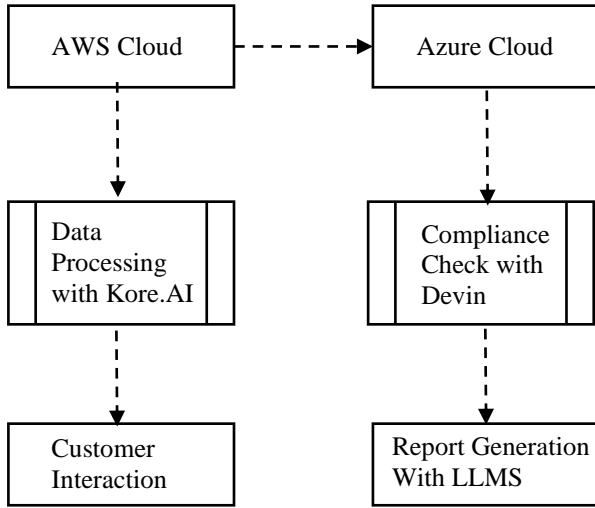 AWS Cloud
Azure Cloud
Data
Processing
with Kore.AI
Compliance
Check with
Devin
Customer
Interaction
Report Generation
With LLMS